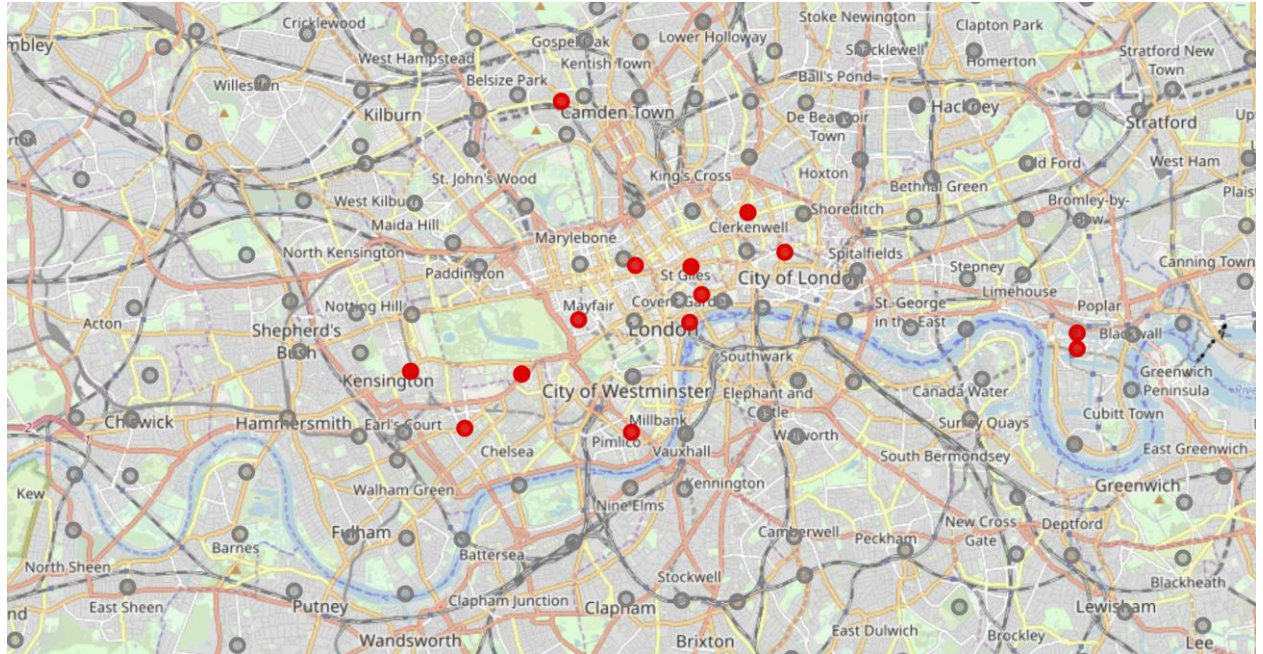 Cricklewood
Stoke Newington
Clapton Park
mbley
Lower Holloway
Gospel Oak
West Hampstead
Kentish Town
Shacklewell
Homerton
Stratford New
Town
Willesden
Belsize Park
Ball's Pond
Kilburn
Camden Town
De Beauvoir
Town
Hackney
Stratford
Old Ford
West Ham
St. John's Wood
King's Cross
Hoxton
Bethnal Green
West Kilburn
Maida Hill
Shoreditch
Bromley-by-
Bow
Plais
Clerkenwell
Marylebone
North Kensington
Spitalfields
Canning Town
Paddington
St Giles
City of London
Stepney
Limehouse
Notting Hill
Mayfair
Covent Garden
St. George
in the East
Poplar
Acton
Shepherd's
Bush
London
Blackwall
Southwark
Kensington
City of Westminster
Elephant and
Castle
Canada Water
Greenwich
Peninsula
Cubitt Town
Chiswick
Hammersmith
Earl's Court
Millbank
Pimlico
Walworth
Surrey Quays
Chelsea
Vauxhall
South Bermondsey
East Greenwich
Kew
Walham Green
Kennington
Greenwich
Nine Elms
Barnes
Fulham
Camberwell
Peckham
New Cross
Gate
Deptford
North Sheen
Battersea
Stockwell
Blackheath
East Sheen
Putney
Clapham Junction
Clapham
Lewisham
nd
Wandsworth
Brixton
East Dulwich
Brockley
Lee